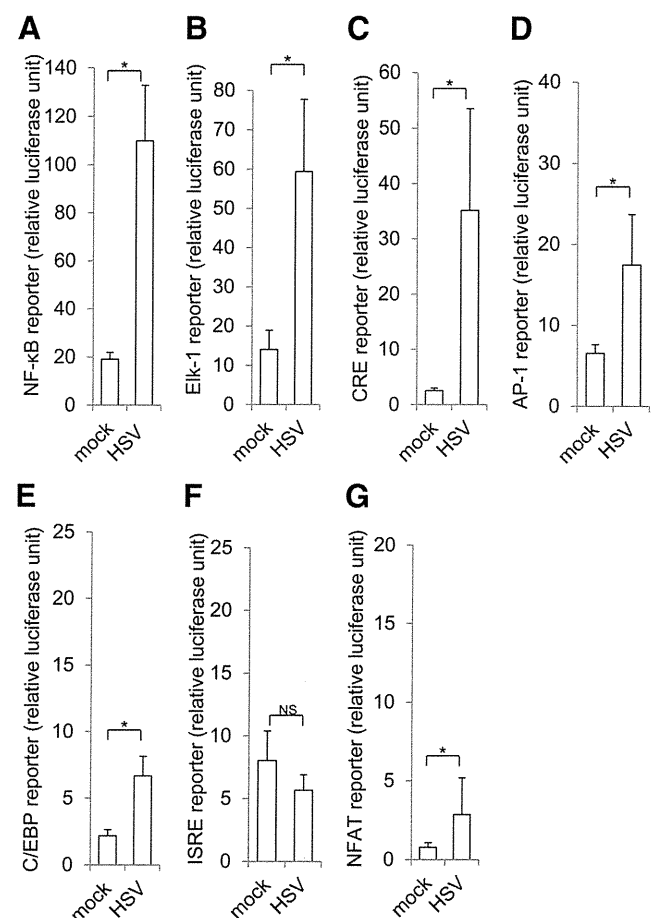 A
NF-κB reporter (relative luciferase unit)
140
120
100
80
60
40
20
0
*
mock
HSV
B
Elk-1 reporter (relative luciferase unit)
80
70
60
50
40
30
20
10
0
*
mock
HSV
C
CRE reporter (relative luciferase unit)
60
50
40
30
20
10
0
*
mock
HSV
D
AP-1 reporter (relative luciferase unit)
40
30
20
10
0
*
mock
HSV
E
C/EBP reporter (relative luciferase unit)
25
20
15
10
5
0
*
mock
HSV
F
ISRE reporter (relative luciferase unit)
25
20
15
10
5
0
NS
mock
HSV
G
NFAT reporter (relative luciferase unit)
20
15
10
5
0
*
mock
HSV